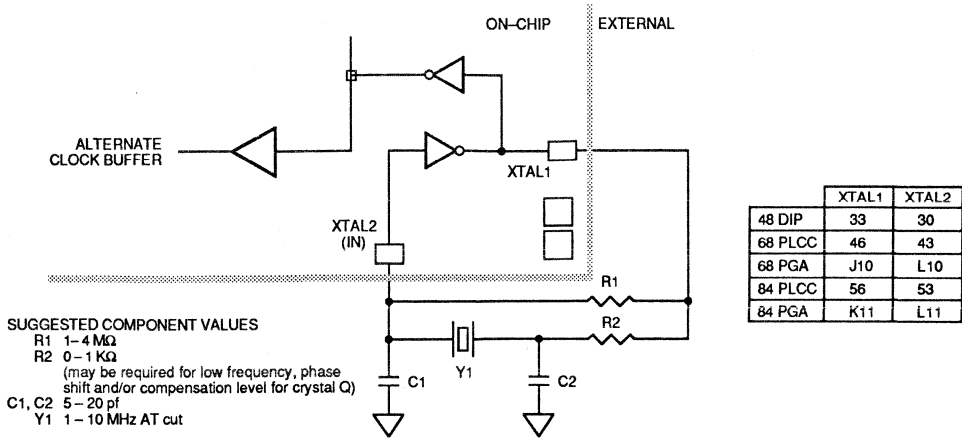 ON–CHIP
EXTERNAL
ALTERNATE
CLOCK BUFFER
XTAL1
XTAL2
(IN)
R1
R2
Y1
C1
C2
SUGGESTED COMPONENT VALUES
R1 1–4 MΩ
R2 0–1 KΩ
(may be required for low frequency, phase
shift and/or compensation level for crystal Q)
C1, C2 5–20 pf
Y1 1–10 MHz AT cut
XTAL1 XTAL2
48 DIP 33 30
68 PLCC 46 43
68 PGA J10 L10
84 PLCC 56 53
84 PGA K11 L11